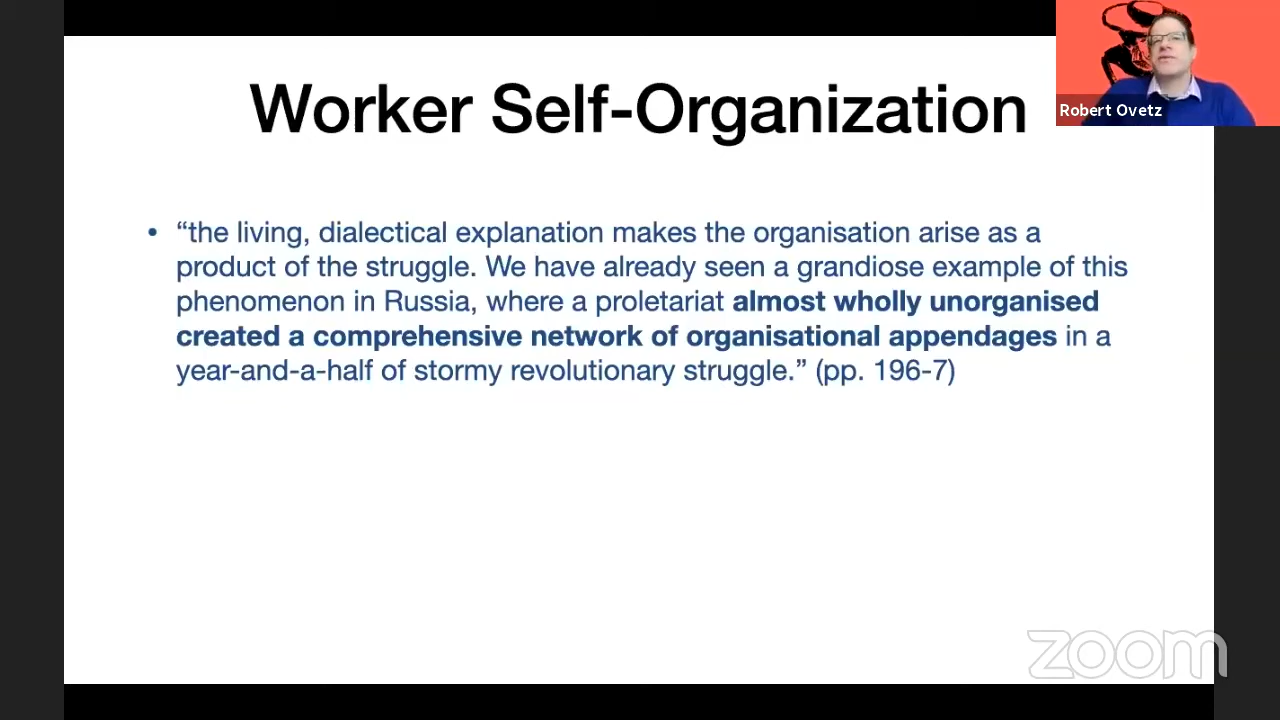 Worker Self-Organization
Robert Ovetz
• “the living, dialectical explanation makes the organisation arise as a
product of the struggle. We have already seen a grandiose example of this
phenomenon in Russia, where a proletariat almost wholly unorganised
created a comprehensive network of organisational appendages in a
year-and-a-half of stormy revolutionary struggle.” (pp. 196-7)
zoom